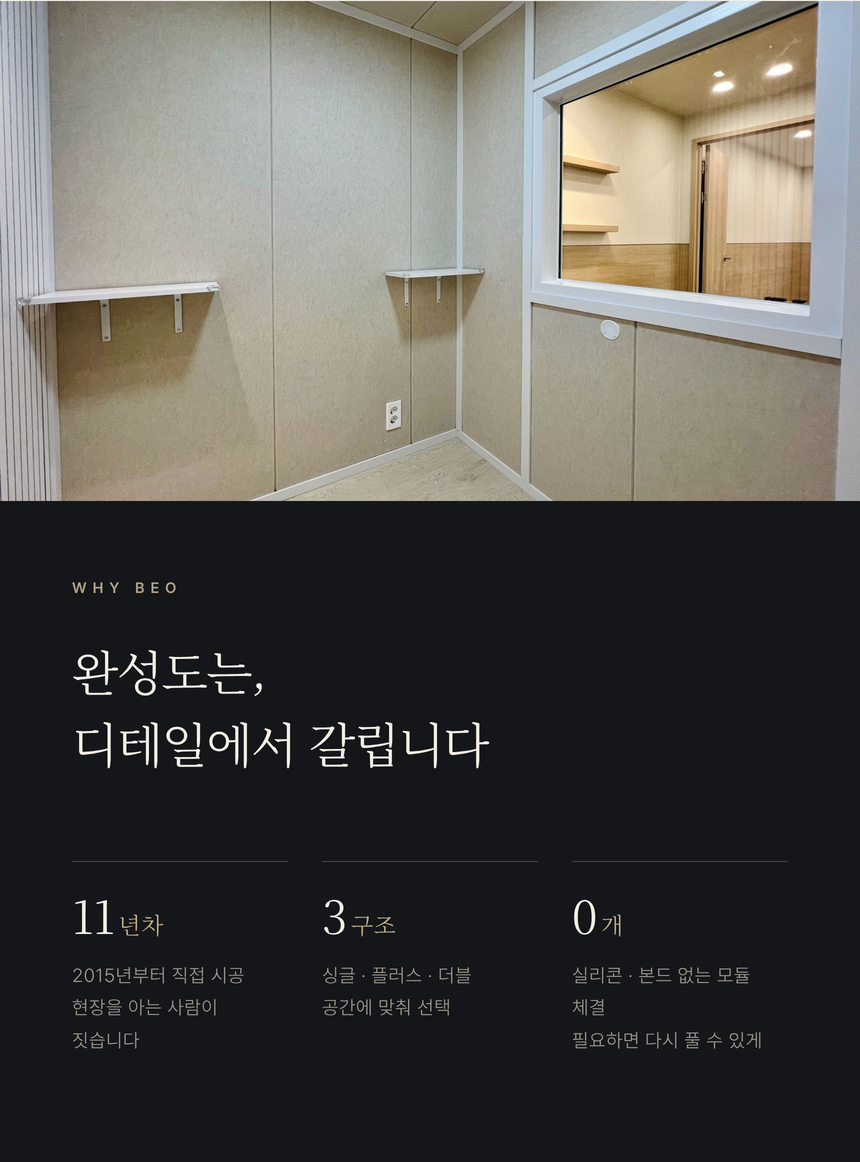 WHY BEO
완성도는,
디테일에서 갈립니다
11년차
2015년부터 직접 시공
현장을 아는 사람이
짓습니다
3구조
싱글 · 플러스 · 더블
공간에 맞춰 선택
0개
실리콘 · 본드 없는 모듈
체결
필요하면 다시 풀 수 있게